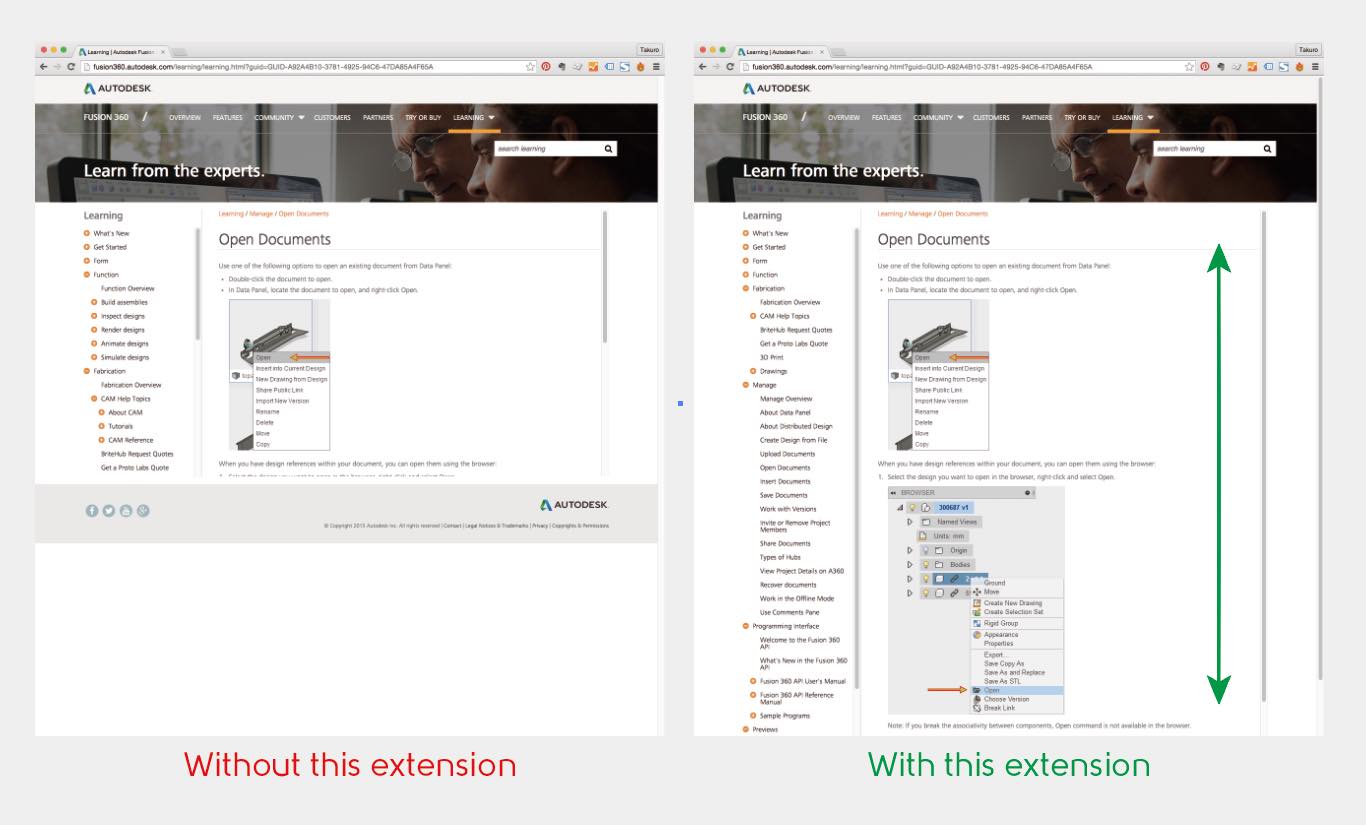 Learning | Autodesk Fusion
Takuro
fusion360.autodesk.com/learning/learning.html?guid=GUID-A92A4B10-3781-4925-94C6-47DA85A4F65A
AUTODESK
FUSION 360 / OVERVIEW FEATURES COMMUNITY CUSTOMERS PARTNERS TRY OR BUY LEARNING
search learning
Learn from the experts.
Learning
What's New
Get Started
Form
Function
Function Overview
Build assemblies
Inspect designs
Render designs
Animate designs
Simulate designs
Fabrication
Fabrication Overview
CAM Help Topics
About CAM
Tutorials
CAM Reference
BriteHub Request Quotes
Get a Proto Labs Quote
Learning / Manage / Open Documents
Open Documents
Use one of the following options to open an existing document from Data Panel:
• Double-click the document to open.
• In Data Panel, locate the document to open, and right-click Open.
Open
Insert into Current Design
New Drawing from Design
Share Public Link
Import New Version
Rename
Delete
Move
Copy
When you have design references within your document, you can open them using the browser:
1. Select the design you want to open in the browser, right-click and select Open.
AUTODESK
© Copyright 2015 Autodesk Inc. All rights reserved | Contact | Legal Notices & Trademarks | Privacy | Copyrights & Permissions
Without this extension
Learning | Autodesk Fusion
Takuro
fusion360.autodesk.com/learning/learning.html?guid=GUID-A92A4B10-3781-4925-94C6-47DA85A4F65A
AUTODESK
FUSION 360 / OVERVIEW FEATURES COMMUNITY CUSTOMERS PARTNERS TRY OR BUY LEARNING
search learning
Learn from the experts.
Learning
What's New
Get Started
Form
Function
Fabrication
Fabrication Overview
CAM Help Topics
BriteHub Request Quotes
Get a Proto Labs Quote
3D Print
Drawings
Manage
Manage Overview
About Data Panel
About Distributed Design
Create Design from File
Upload Documents
Open Documents
Insert Documents
Save Documents
Work with Versions
Invite or Remove Project
Members
Share Documents
Types of Hubs
View Project Details on A360
Recover documents
Work in the Offline Mode
Use Comments Pane
Programming Interface
Welcome to the Fusion 360
API
What's New in the Fusion 360
API
Fusion 360 API User's Manual
Fusion 360 API Reference
Manual
Sample Programs
Previews
Learning / Manage / Open Documents
Open Documents
Use one of the following options to open an existing document from Data Panel:
• Double-click the document to open.
• In Data Panel, locate the document to open, and right-click Open.
Open
Insert into Current Design
New Drawing from Design
Share Public Link
Import New Version
Rename
Delete
Move
Copy
When you have design references within your document, you can open them using the browser:
1. Select the design you want to open in the browser, right-click and select Open.
BROWSER
300687 v1
Named Views
Units: mm
Origin
Bodies
Ground
Move
Create New Drawing
Create Selection Set
Rigid Group
Appearance
Properties
Export...
Save Copy As
Save As and Replace
Save As STL
Open
Choose Version
Break Link
Note: If you break the associativity between components, Open command is not available in the browser.
With this extension